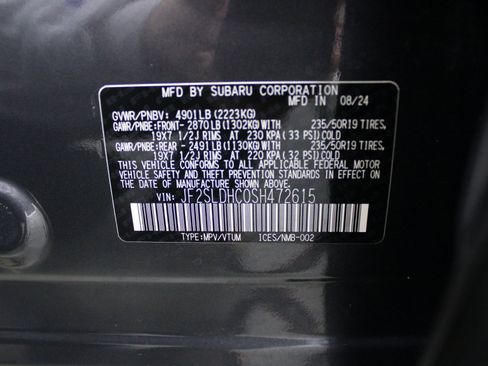 MFD BY SUBARU CORPORATION
MFD IN 08/24
GVWR/PNBV: 4901LB(2223KG)
GAWR/PNBE:FRONT- 2870LB(1302KG)WITH 235/50R19 TIRES,
19X7 1/2J RIMS AT 230 KPA(33 PSI)COLD
GAWR/PNBE:REAR - 2491LB(1130KG)WITH 235/50R19 TIRES,
19X7 1/2J RIMS AT 220 KPA(32 PSI)COLD
THIS VEHICLE CONFORMS TO ALL APPLICABLE FEDERAL MOTOR
VEHICLE SAFETY AND BUMPER STANDARDS IN EFFECT ON THE
DATE OF MANUFACTURE SHOWN ABOVE.
VIN: JF2SLDHC0SH472615
TYPE:MPV/VTUM ICES/NMB-002